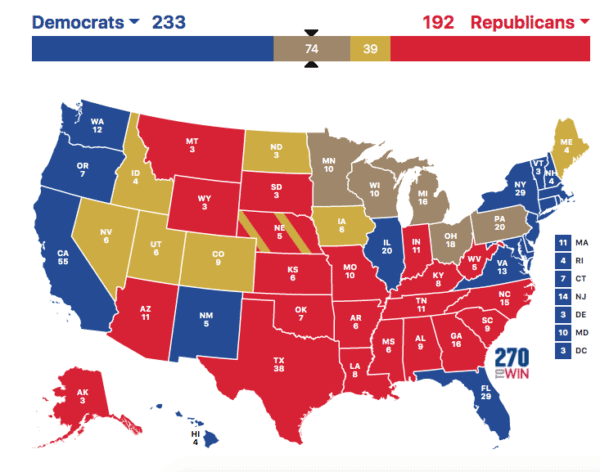 Democrats 233
192 Republicans
74
39
WA
12
OR
7
CA
55
NV
6
ID
4
MT
3
WY
3
UT
6
CO
9
AZ
11
NM
5
ND
3
SD
3
NE
5
KS
6
OK
7
TX
38
MN
10
IA
6
MO
10
AR
6
LA
8
WI
10
IL
20
MI
16
IN
11
OH
18
KY
8
TN
11
MS
6
AL
9
GA
16
FL
29
SC
9
NC
15
VA
13
WV
5
PA
20
NY
29
VT
3
NH
4
ME
4
11 MA
4 RI
7 CT
14 NJ
3 DE
10 MD
3 DC
AK
3
HI
4
270
TO WIN